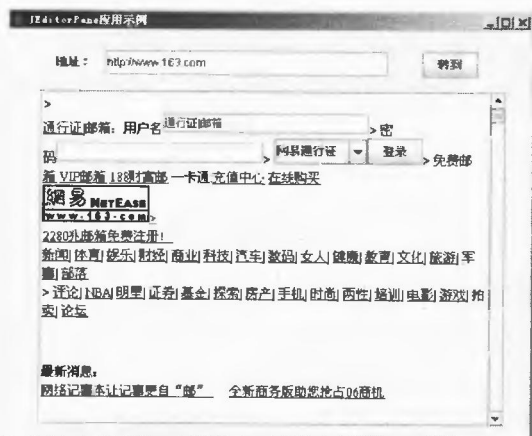 JEditorPane应用示例
地址： http://www.163.com 转到
>
通行证|邮箱：用户名 通行证|邮箱 > 密
码 > 网易通行证 登录 > 免费邮
箱 VIP邮箱 188财富邮 一卡通 充值中心 在线购买
網易 NETEASE
www.163.com >
2280兆邮箱免费注册！
新闻| 体育| 娱乐| 财经| 商业| 科技| 汽车| 数码| 女人| 健康| 教育| 文化| 旅游| 军
事| 部落
> 评论| NBA| 明星| 证券| 基金| 探索| 房产| 手机| 时尚| 两性| 培训| 电影| 游戏| 拍
卖| 论坛
最新消息：
网络记事本让记事更自“邮” 全新商务版助您抢占06商机